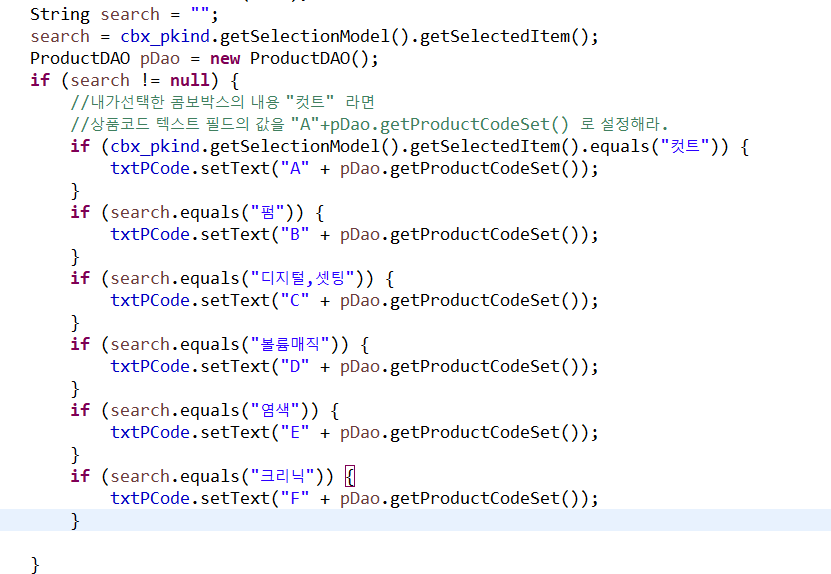 String search = "";
search = cbx_pkind.getSelectionModel().getSelectedItem();
ProductDAO pDao = new ProductDAO();
if (search != null) {
//내가선택한 콤보박스의 내용 "컷트" 라면
//상품코드 텍스트 필드의 값을 "A"+pDao.getProductCodeSet() 로 설정해라.
if (cbx_pkind.getSelectionModel().getSelectedItem().equals("컷트")) {
txtPCode.setText("A" + pDao.getProductCodeSet());
}
if (search.equals("펌")) {
txtPCode.setText("B" + pDao.getProductCodeSet());
}
if (search.equals("디지털,셋팅")) {
txtPCode.setText("C" + pDao.getProductCodeSet());
}
if (search.equals("볼륨매직")) {
txtPCode.setText("D" + pDao.getProductCodeSet());
}
if (search.equals("염색")) {
txtPCode.setText("E" + pDao.getProductCodeSet());
}
if (search.equals("크리닉")) {
txtPCode.setText("F" + pDao.getProductCodeSet());
}
}